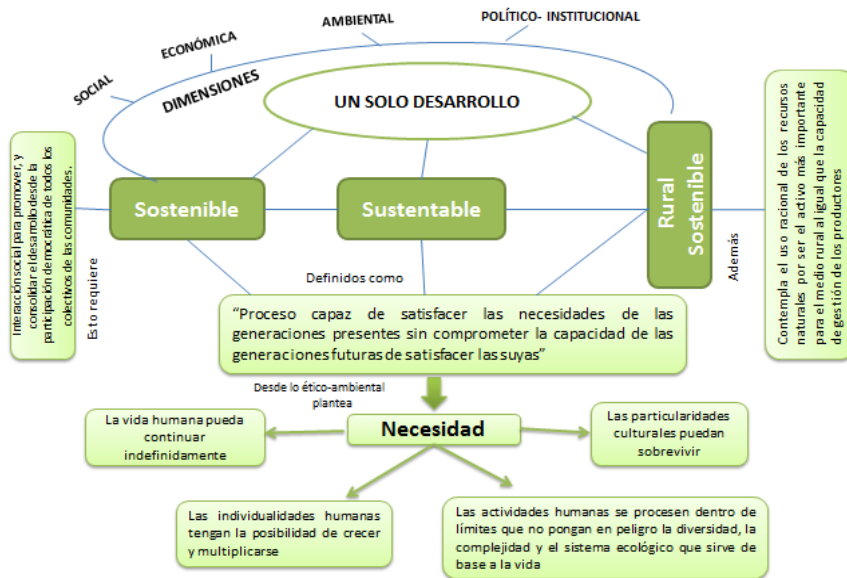 POLÍTICO- INSTITUCIONAL
AMBIENTAL
ECONÓMICA
SOCIAL
DIMENSIONES
UN SOLO DESARROLLO
Interacción social para promover, y
consolidar el desarrollo desde la
participación democrática de todos los
colectivos de las comunidades.
Esto requiere
Sostenible
Sustentable
Rural
Sostenible
Además
Contempla el uso racional de los recursos
naturales por ser el activo más importante
para el medio rural al igual que la capacidad
de gestión de los productores
Definidos como
“Proceso capaz de satisfacer las necesidades de las
generaciones presentes sin comprometer la capacidad de las
generaciones futuras de satisfacer las suyas”
Desde lo ético-ambiental
plantea
Necesidad
La vida humana pueda
continuar
indefinidamente
Las particularidades
culturales puedan
sobrevivir
Las individualidades humanas
tengan la posibilidad de crecer
y multiplicarse
Las actividades humanas se procesen dentro de
límites que no pongan en peligro la diversidad, la
complejidad y el sistema ecológico que sirve de
base a la vida